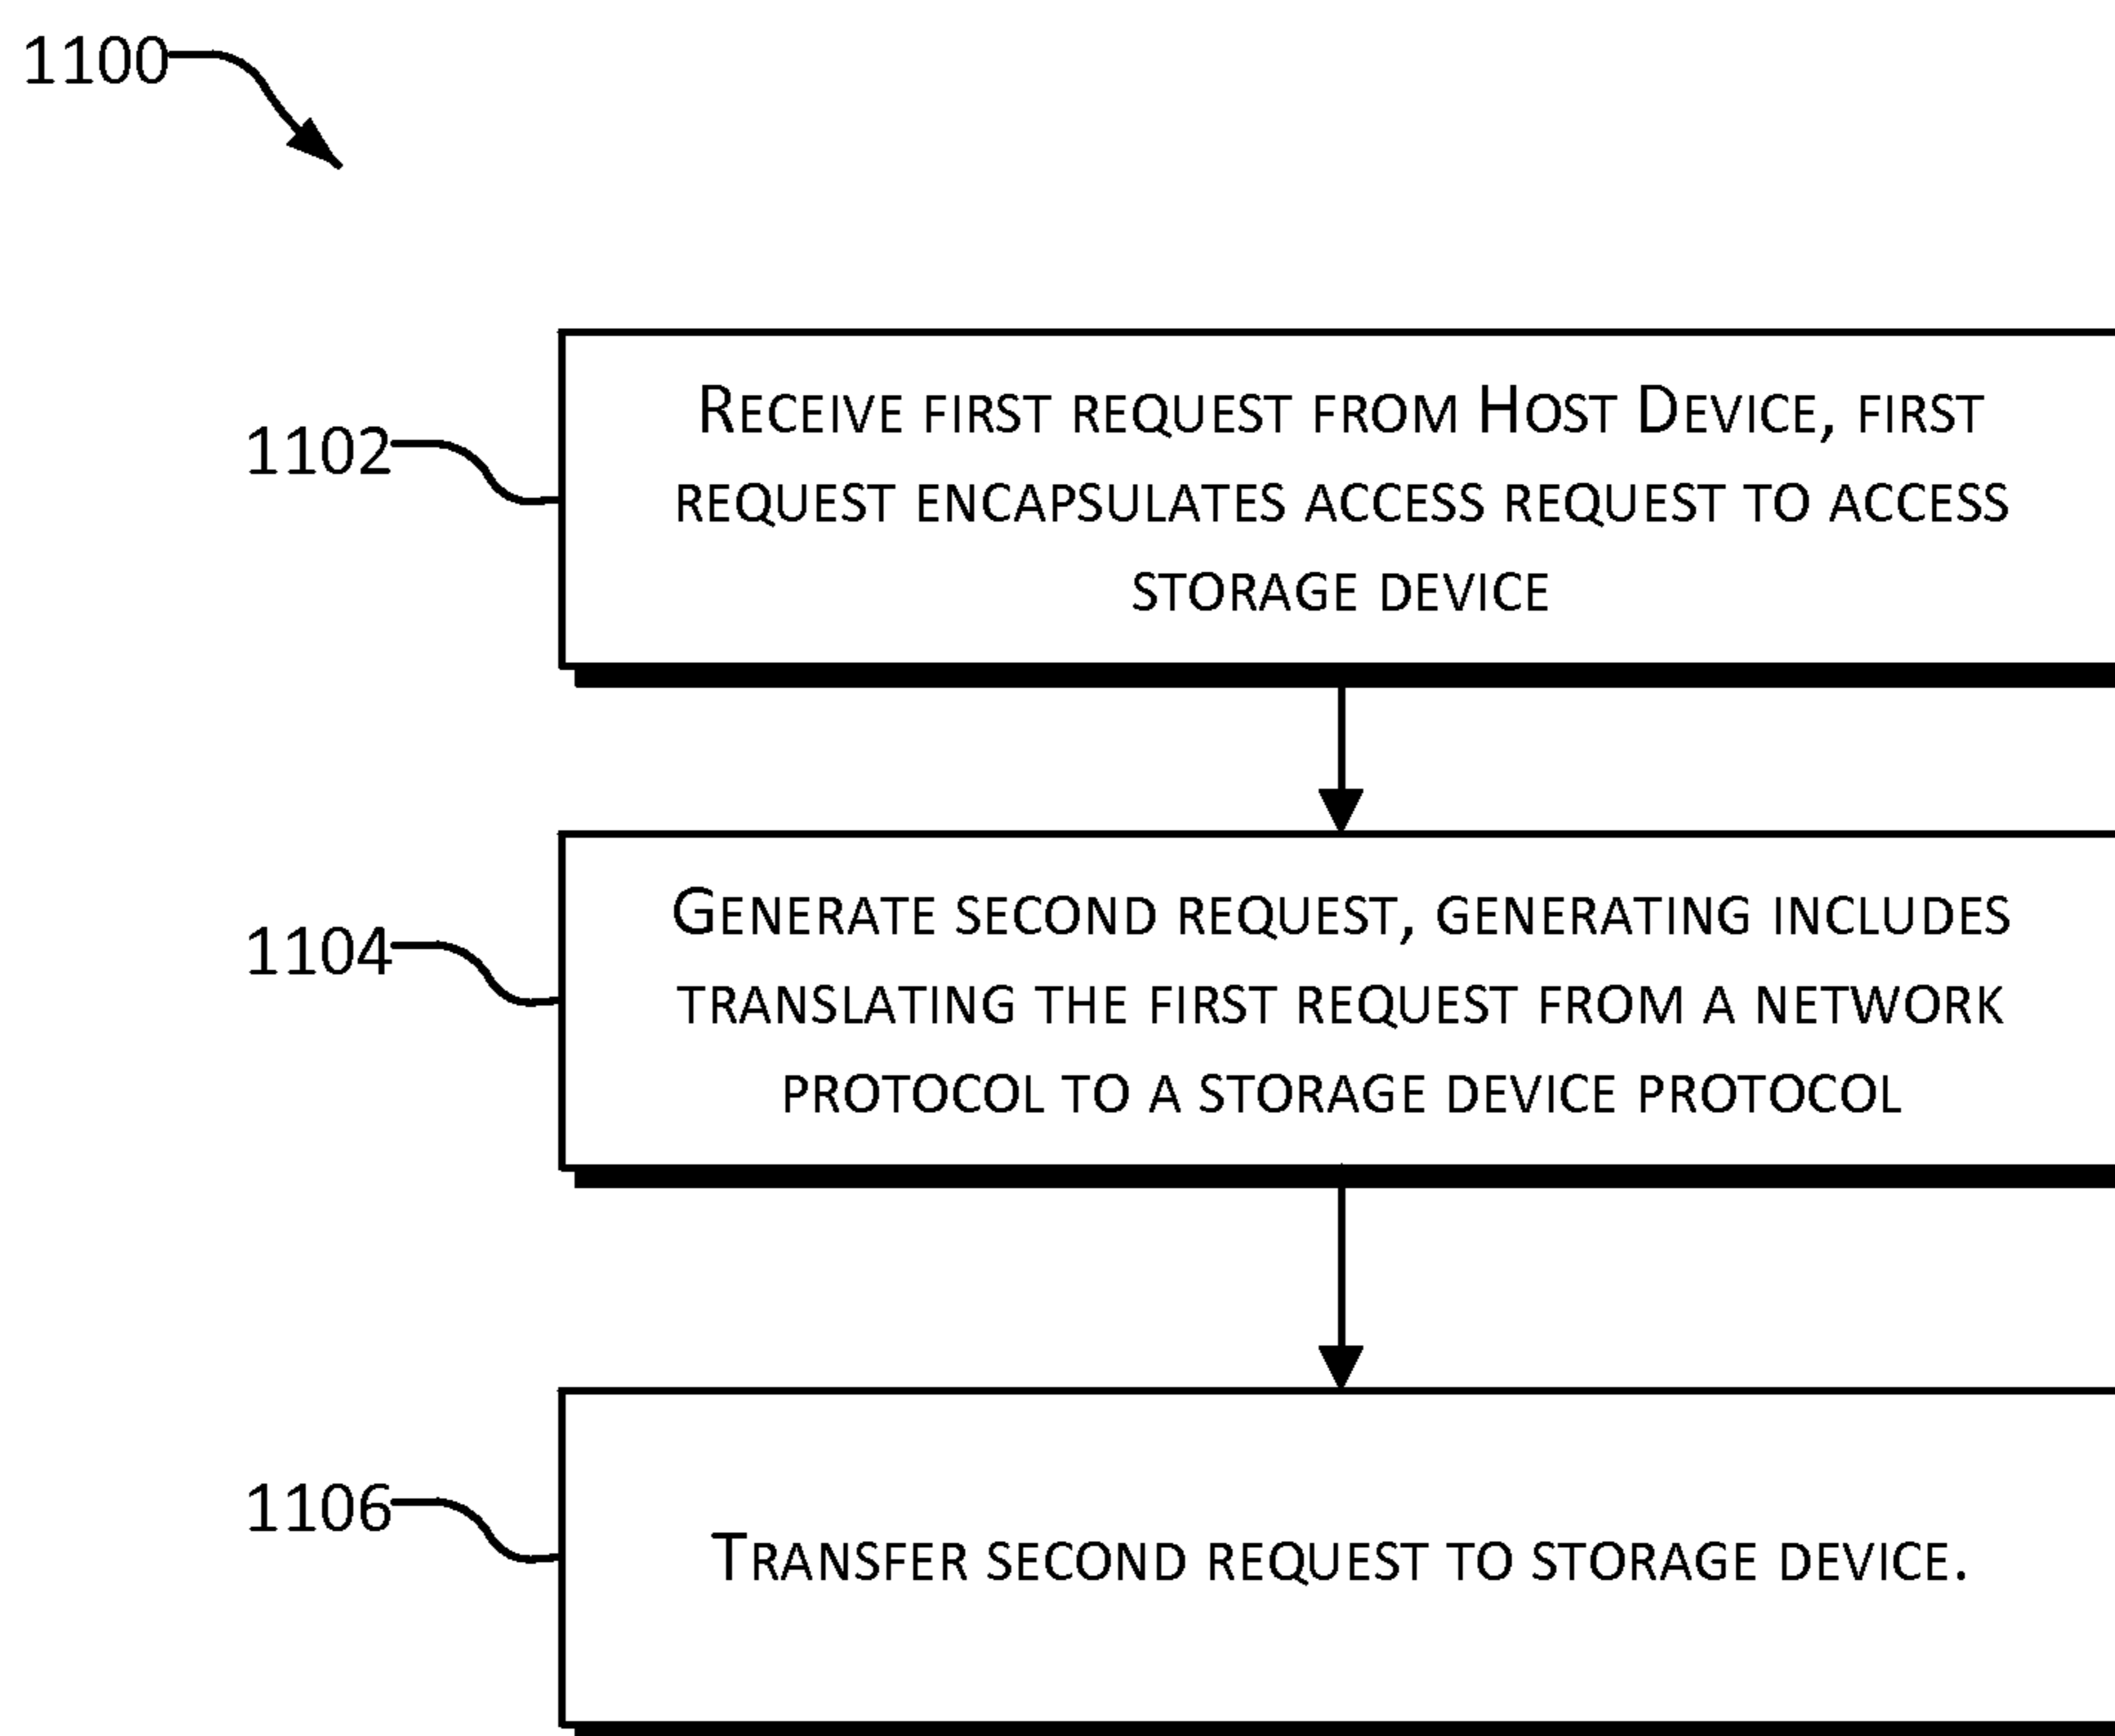 1100
1102
Receive first request from Host Device, first
request encapsulates access request to access
storage device
1104
Generate second request, generating includes
translating the first request from a network
protocol to a storage device protocol
1106
Transfer second request to storage device.